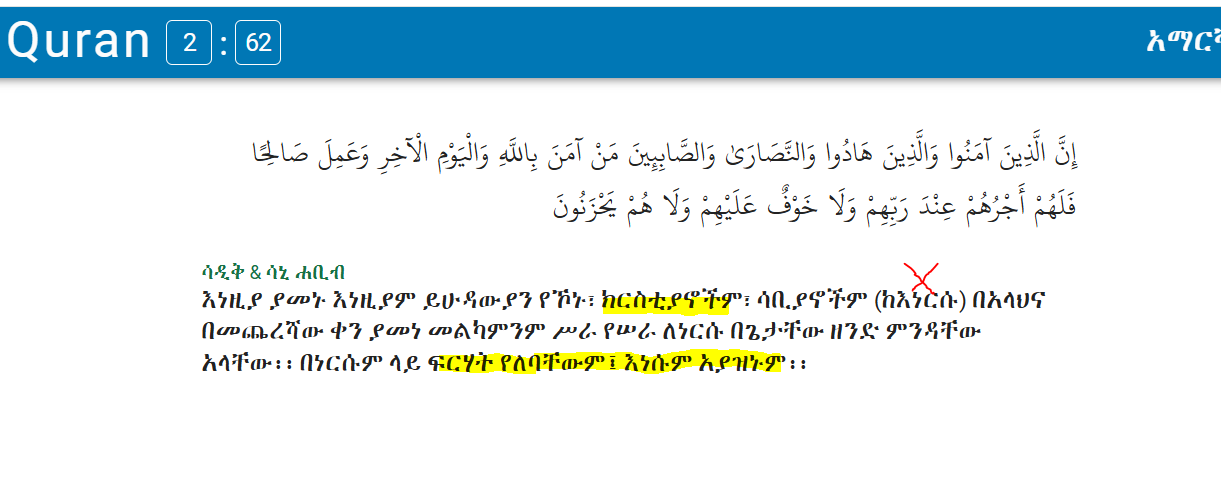 Quran 2 : 62
አማርኛ
إِنَّ الَّذِينَ آمَنُوا وَالَّذِينَ هَادُوا وَالنَّصَارَىٰ وَالصَّابِئِينَ مَنْ آمَنَ بِاللَّهِ وَالْيَوْمِ الْآخِرِ وَعَمِلَ صَالِحًا
فَلَهُمْ أَجْرُهُمْ عِنْدَ رَبِّهِمْ وَلَا خَوْفٌ عَلَيْهِمْ وَلَا هُمْ يَحْزَنُونَ
ሳዲቅ & ሳኒ ሐቢብ
እነዚያ ያመኑ እነዚያም ይሁዳውያን የኾኑ፣ ክርስቲያኖችም፣ ሳቢያኖችም (ከእነርሱ) በአላህና
በመጨረሻው ቀን ያመነ መልካምንም ሥራ የሠራ ለነርሱ በጌታቸው ዘንድ ምንዳቸው
አላቸው፡፡ በነርሱም ላይ ፍርሃት የለባቸውም፤ እነሱም አያዝኑም፡፡